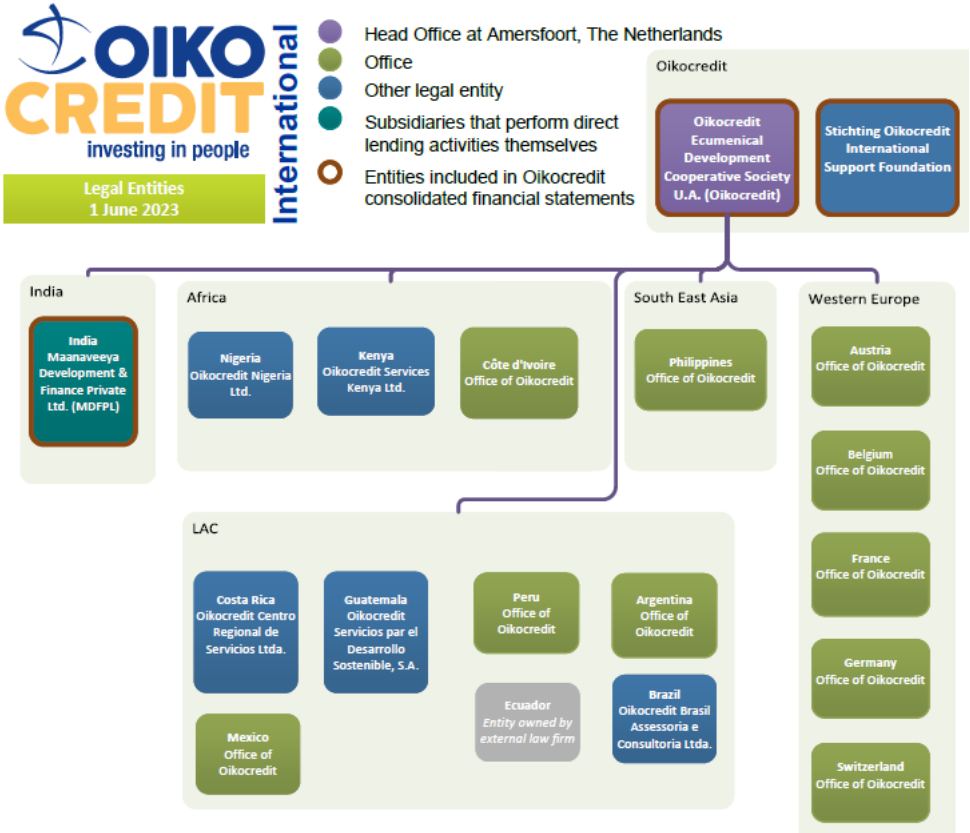 OIKO
CREDIT
investing in people
International
Legal Entities
1 June 2023
Head Office at Amersfoort, The Netherlands
Office
Other legal entity
Subsidiaries that perform direct
lending activities themselves
Entities included in Oikocredit
consolidated financial statements
Oikocredit
Oikocredit
Ecumenical
Development
Cooperative Society
U.A. (Oikocredit)
Stichting Oikocredit
International
Support Foundation
India
India
Maanaveeya
Development &
Finance Private
Ltd. (MDFPL)
Africa
Nigeria
Oikocredit Nigeria
Ltd.
Kenya
Oikocredit Services
Kenya Ltd.
Côte d'Ivoire
Office of Oikocredit
South East Asia
Philippines
Office of Oikocredit
Western Europe
Austria
Office of Oikocredit
Belgium
Office of Oikocredit
France
Office of Oikocredit
Germany
Office of Oikocredit
Switzerland
Office of Oikocredit
LAC
Costa Rica
Oikocredit Centro
Regional de
Servicios Ltda.
Guatemala
Oikocredit
Servicios par el
Desarrollo
Sostenible, S.A.
Peru
Office of
Oikocredit
Argentina
Office of
Oikocredit
Mexico
Office of
Oikocredit
Ecuador
Entity owned by
external law firm
Brazil
Oikocredit Brasil
Assessoria e
Consultoria Ltda.